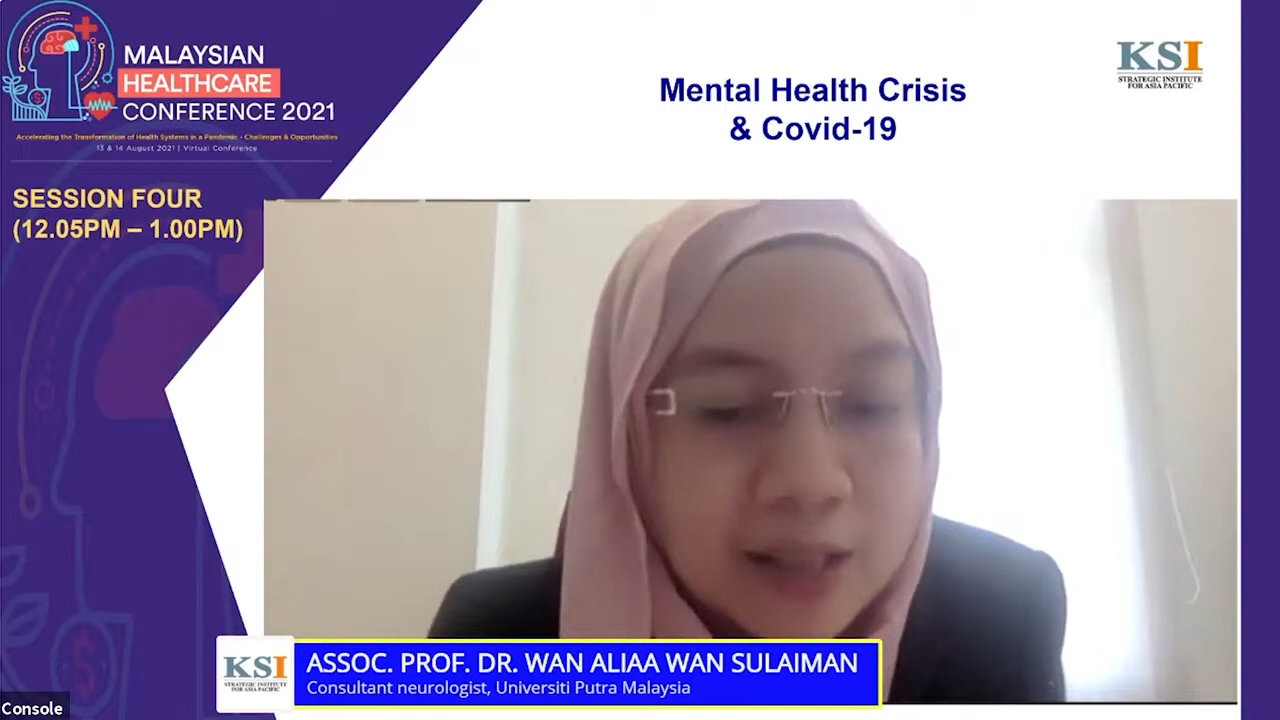 MALAYSIAN
HEALTHCARE
CONFERENCE 2021
Accelerating the Transformation of Health Systems in a Pandemic - Challenges & Opportunities
13 & 14 August 2021 | Virtual Conference
SESSION FOUR
(12.05PM – 1.00PM)
Mental Health Crisis
& Covid-19
KSI
STRATEGIC INSTITUTE
FOR ASIA PACIFIC
KSI
STRATEGIC INSTITUTE
FOR ASIA PACIFIC
ASSOC. PROF. DR. WAN ALIAA WAN SULAIMAN
Consultant neurologist, Universiti Putra Malaysia
Console